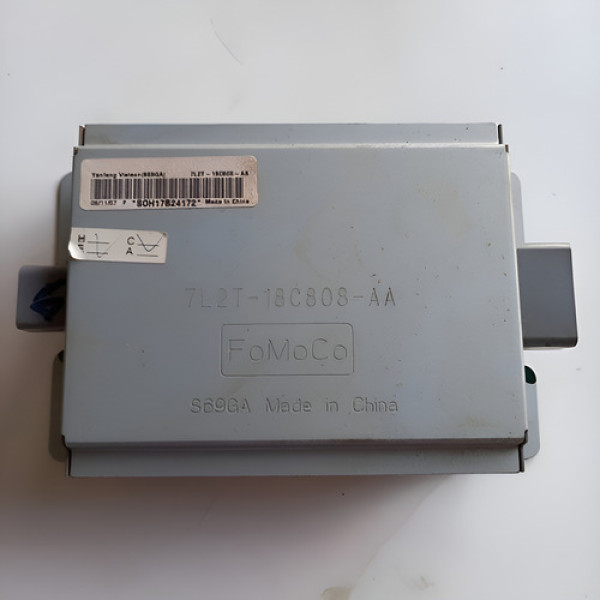 Yanfeng Visteon(S69GA) 7L2T-18C808-AA
08/11/07 # *BOH17B24172* Made in China
H C
A
7L2T-18C808-AA
FoMoCo
S69GA Made in China